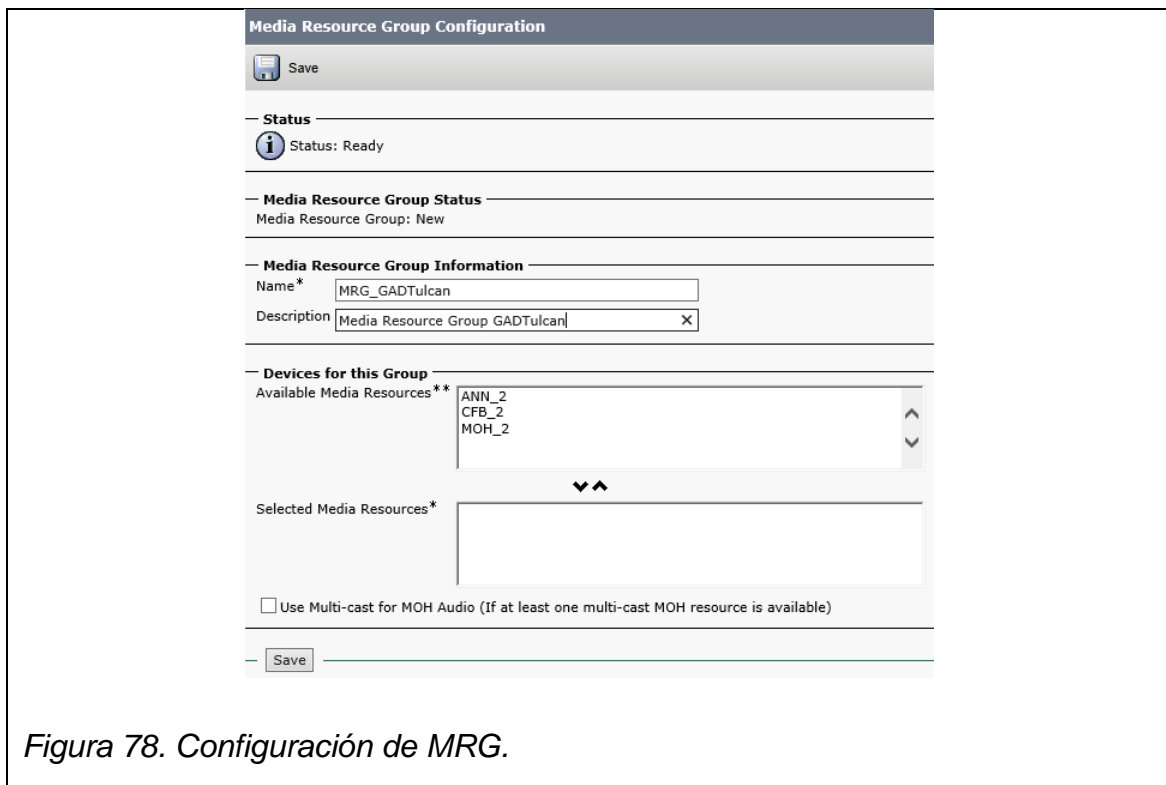 Media Resource Group Configuration
Save
Status
Status: Ready
Media Resource Group Status
Media Resource Group: New
Media Resource Group Information
Name* MRG_GADTulcan
Description Media Resource Group GADTulcan
Devices for this Group
Available Media Resources** ANN_2
CFB_2
MOH_2
Selected Media Resources*
Use Multi-cast for MOH Audio (If at least one multi-cast MOH resource is available)
Save
Figura 78. Configuración de MRG.